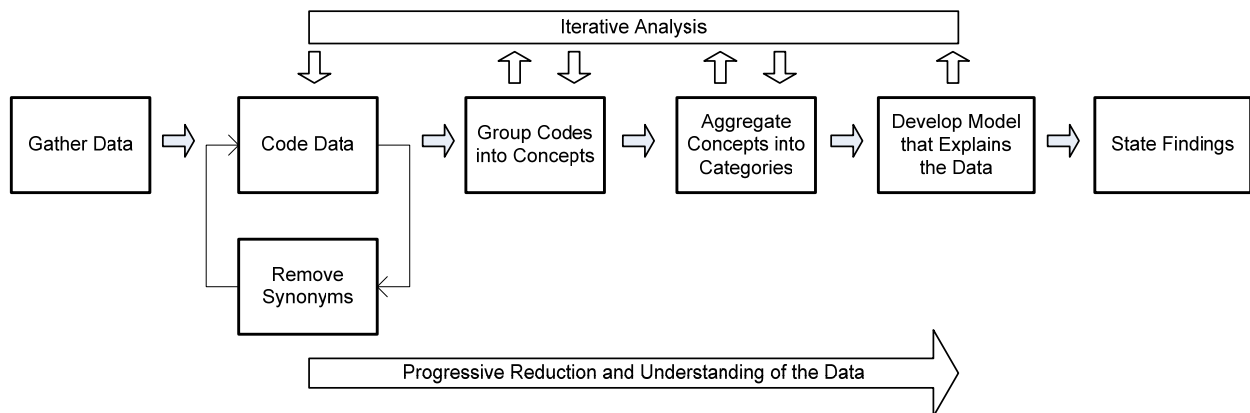 Iterative Analysis
Gather Data
Code Data
Group Codes
into Concepts
Aggregate
Concepts into
Categories
Develop Model
that Explains
the Data
State Findings
Remove
Synonyms
Progressive Reduction and Understanding of the Data